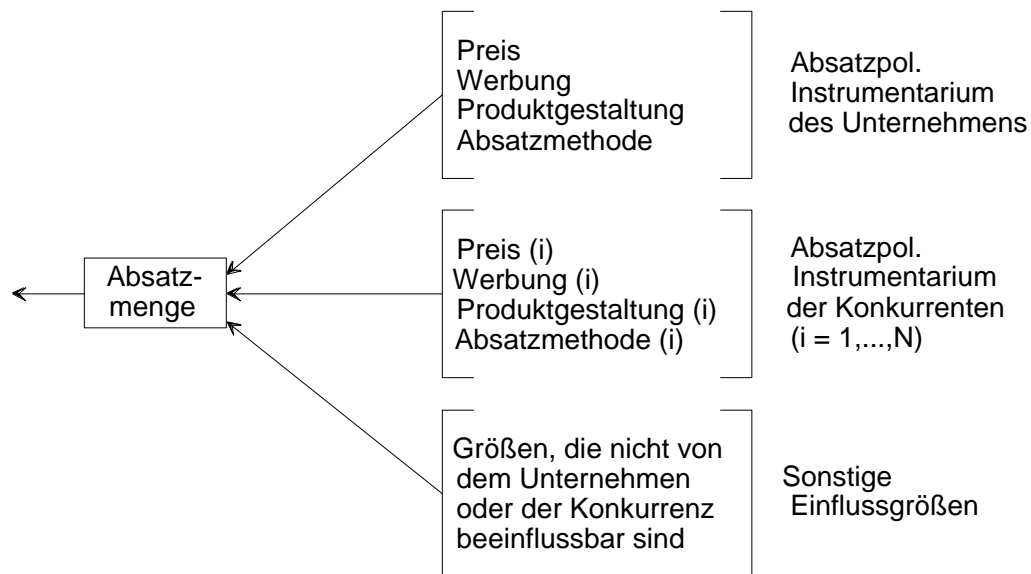 Preis
Werbung
Produktgestaltung
Absatzmethode
Absatzpol.
Instrumentarium
des Unternehmens
Absatz-
menge
Preis (i)
Werbung (i)
Produktgestaltung (i)
Absatzmethode (i)
Absatzpol.
Instrumentarium
der Konkurrenten
(i = 1,...,N)
Größen, die nicht von
dem Unternehmen
oder der Konkurrenz
beeinflussbar sind
Sonstige
Einflussgrößen